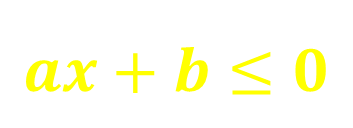 ax + b ≤ 0